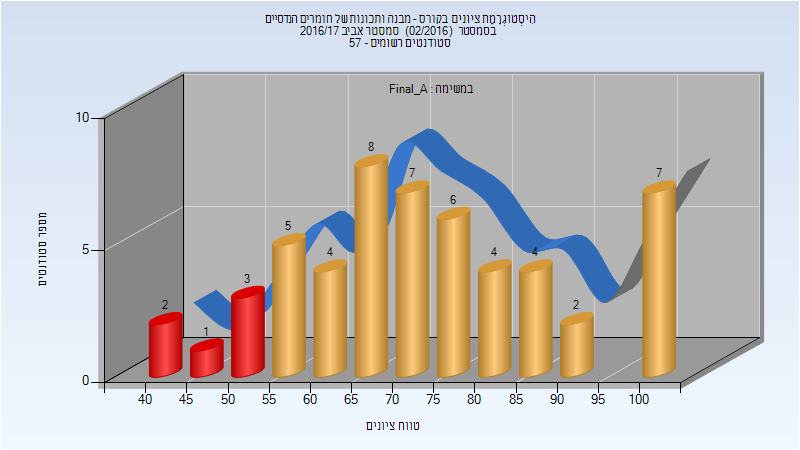 היסטוגרמת ציונים בקורס - מבנה ותכונות של חומרים הנדסיים
בסמסטר (02/2016) סמסטר אביב 2016/17
סטודנטים רשומים - 57
במשימה : Final_A
מספר סטודנטים
10
5
0
2
1
3
5
4
8
7
6
4
4
2
7
40 45 50 55 60 65 70 75 80 85 90 95 100
טווח ציונים